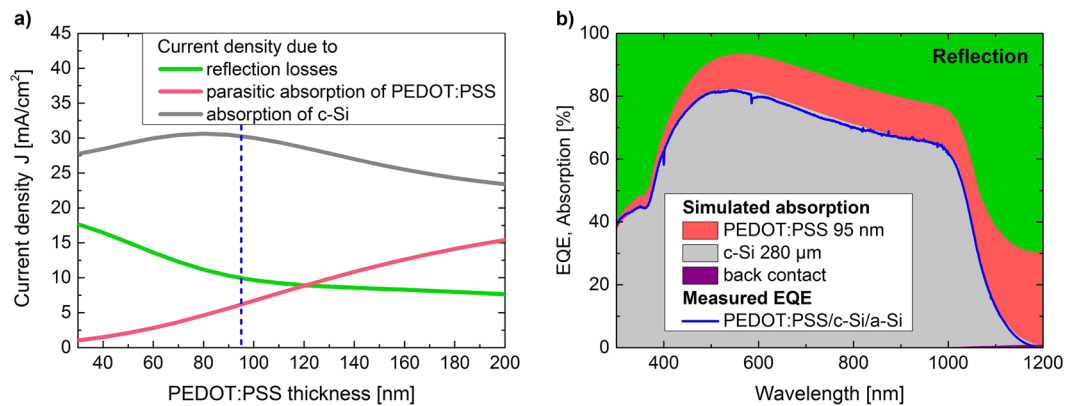 a)
Current density J [mA/cm²]
45
40
35
30
25
20
15
10
5
0
Current density due to
reflection losses
parasitic absorption of PEDOT:PSS
absorption of c-Si
40 60 80 100 120 140 160 180 200
PEDOT:PSS thickness [nm]
b)
EQE, Absorption [%]
100
80
60
40
20
0
Reflection
Simulated absorption
PEDOT:PSS 95 nm
c-Si 280 μm
back contact
Measured EQE
PEDOT:PSS/c-Si/a-Si
400 600 800 1000 1200
Wavelength [nm]